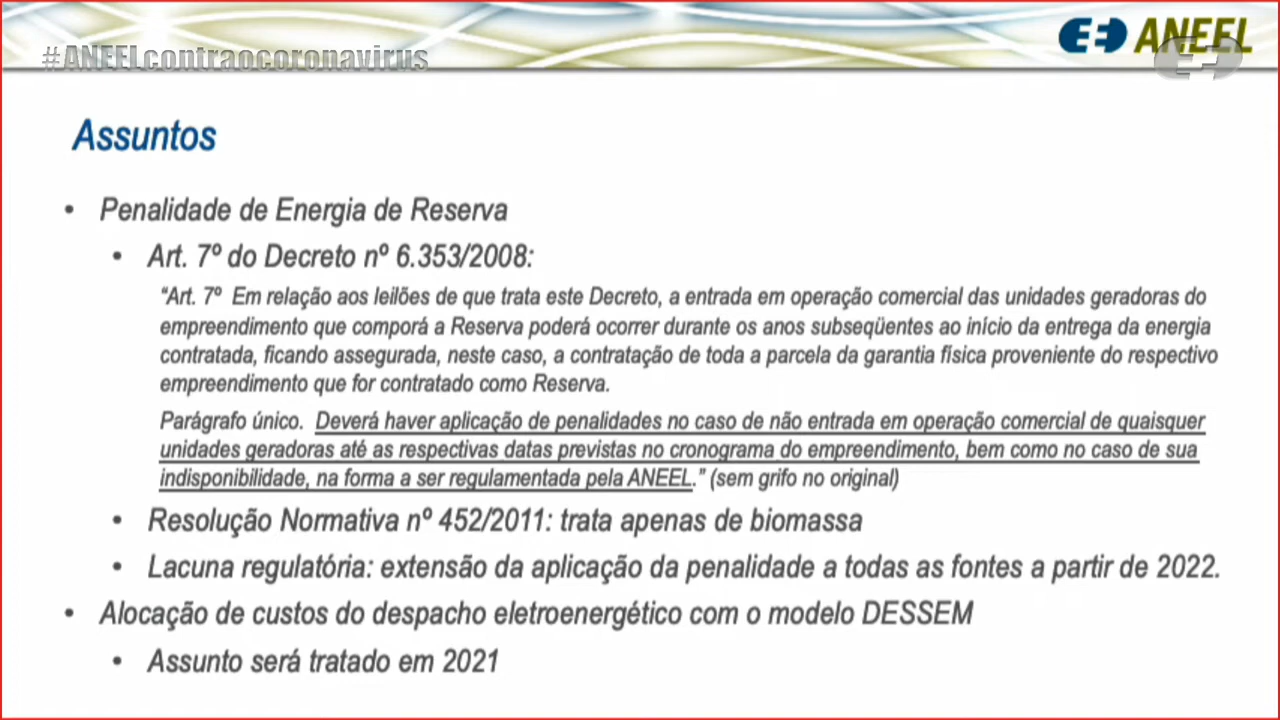 #ANEELcontraocoronavirus
ANEEL
Assuntos
• Penalidade de Energia de Reserva
• Art. 7º do Decreto nº 6.353/2008:
“Art. 7º Em relação aos leilões de que trata este Decreto, a entrada em operação comercial das unidades geradoras do
empreendimento que comporá a Reserva poderá ocorrer durante os anos subseqüentes ao início da entrega da energia
contratada, ficando assegurada, neste caso, a contratação de toda a parcela da garantia física proveniente do respectivo
empreendimento que for contratado como Reserva.
Parágrafo único. Deverá haver aplicação de penalidades no caso de não entrada em operação comercial de quaisquer
unidades geradoras até as respectivas datas previstas no cronograma do empreendimento, bem como no caso de sua
indisponibilidade, na forma a ser regulamentada pela ANEEL.” (sem grifo no original)
• Resolução Normativa nº 452/2011: trata apenas de biomassa
• Lacuna regulatória: extensão da aplicação da penalidade a todas as fontes a partir de 2022.
• Alocação de custos do despacho eletroenergético com o modelo DESSEM
• Assunto será tratado em 2021